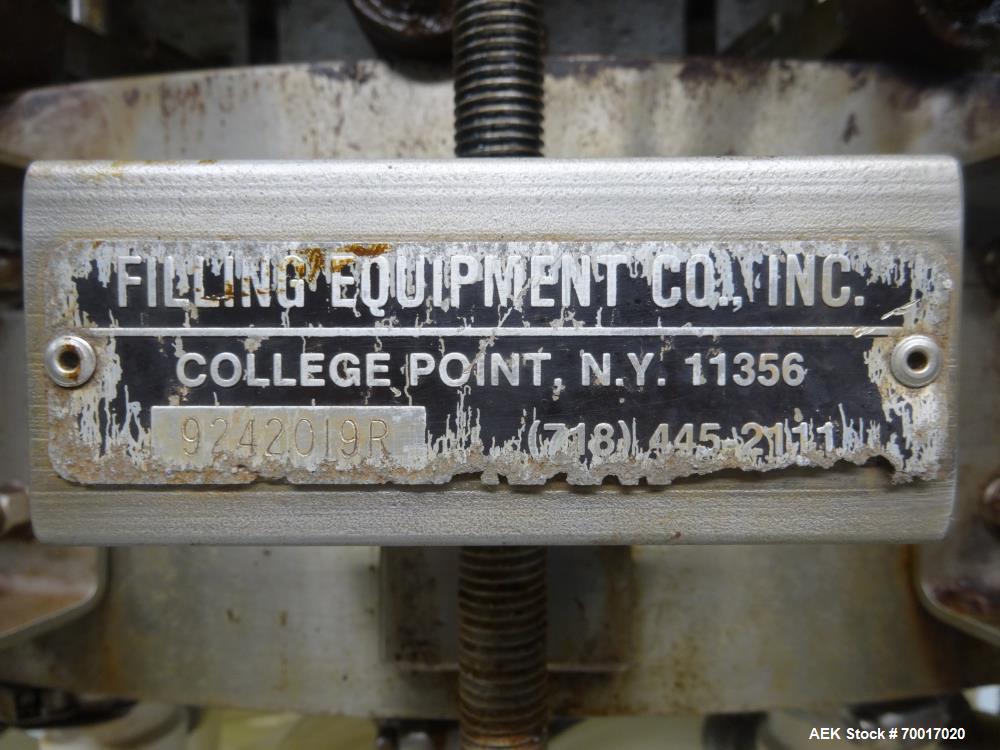 FILLING EQUIPMENT CO., INC.
COLLEGE POINT, N.Y. 11356
9242019R
(718) 445-2111
AEK Stock # 70017020